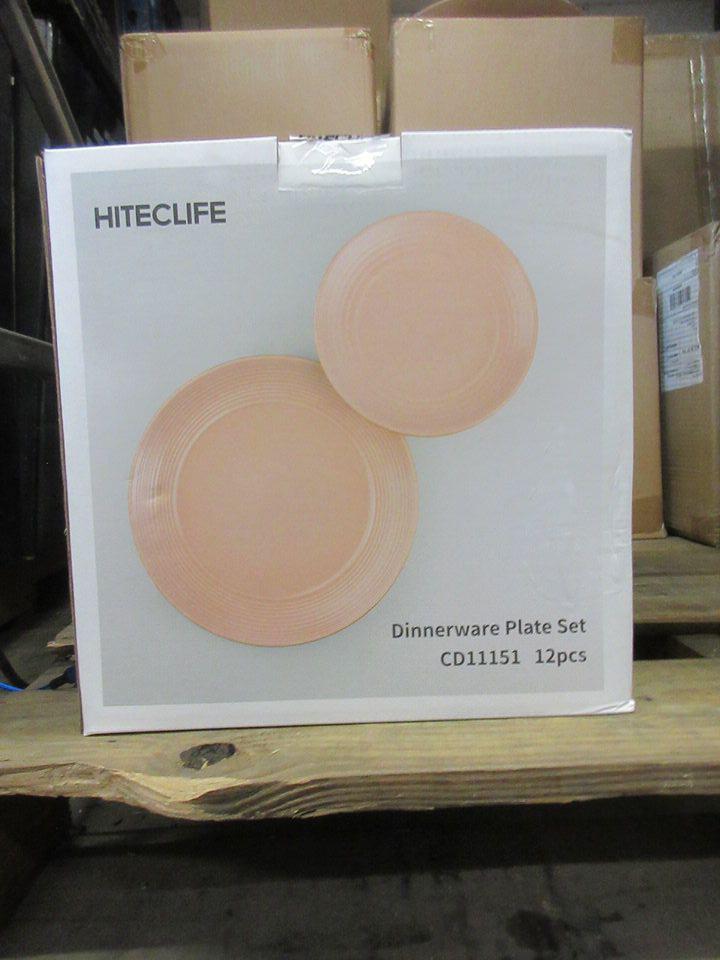 HITECLIFE
Dinnerware Plate Set
CD11151 12pcs